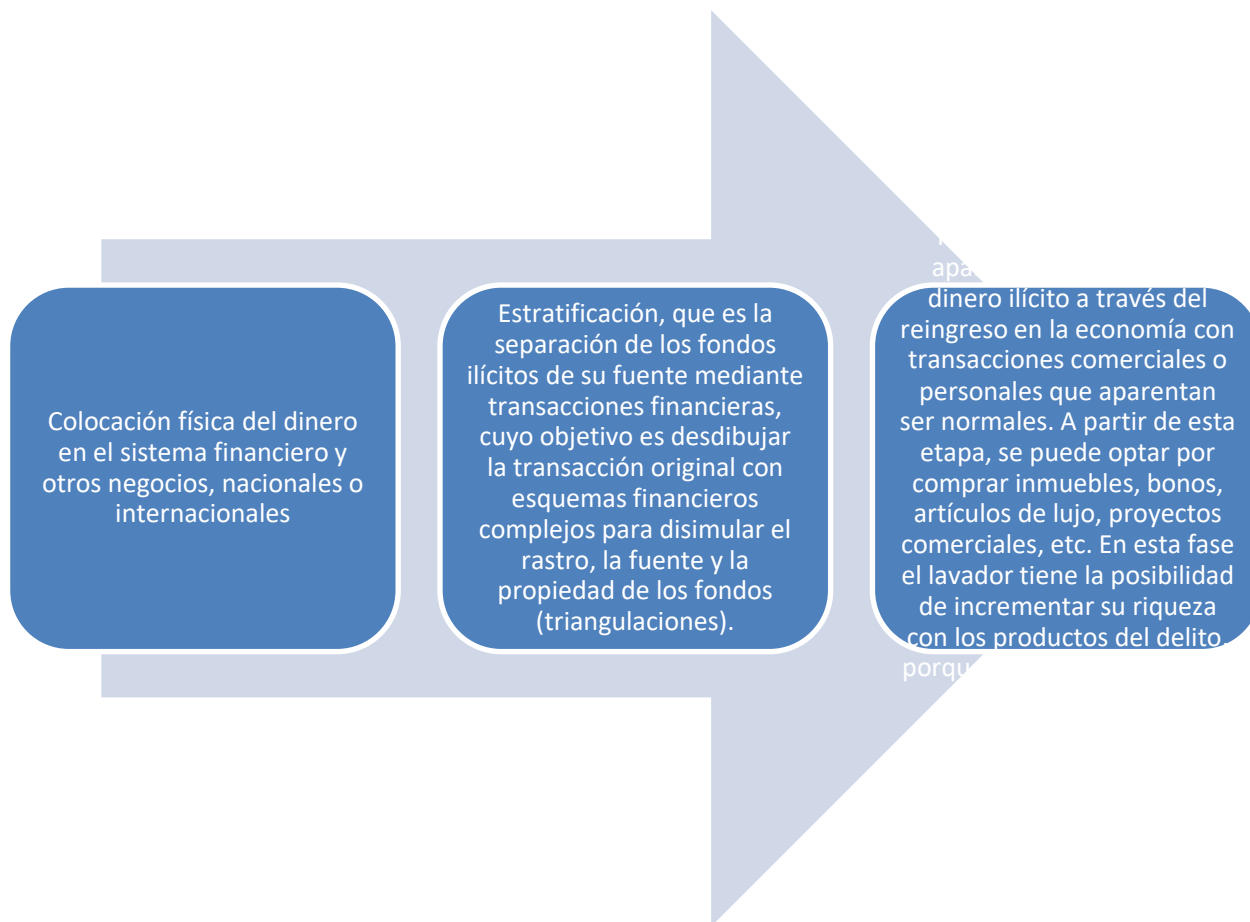 Colocación física del dinero
en el sistema financiero y
otros negocios, nacionales o
internacionales
Estratificación, que es la
separación de los fondos
ilícitos de su fuente mediante
transacciones financieras,
cuyo objetivo es desdibujar
la transacción original con
esquemas financieros
complejos para disimular el
rastro, la fuente y la
propiedad de los fondos
(triangulaciones).
dinero ilícito a través del
reingreso en la economía con
transacciones comerciales o
personales que aparentan
ser normales. A partir de esta
etapa, se puede optar por
comprar inmuebles, bonos,
artículos de lujo, proyectos
comerciales, etc. En esta fase
el lavador tiene la posibilidad
de incrementar su riqueza
con los productos del delito,